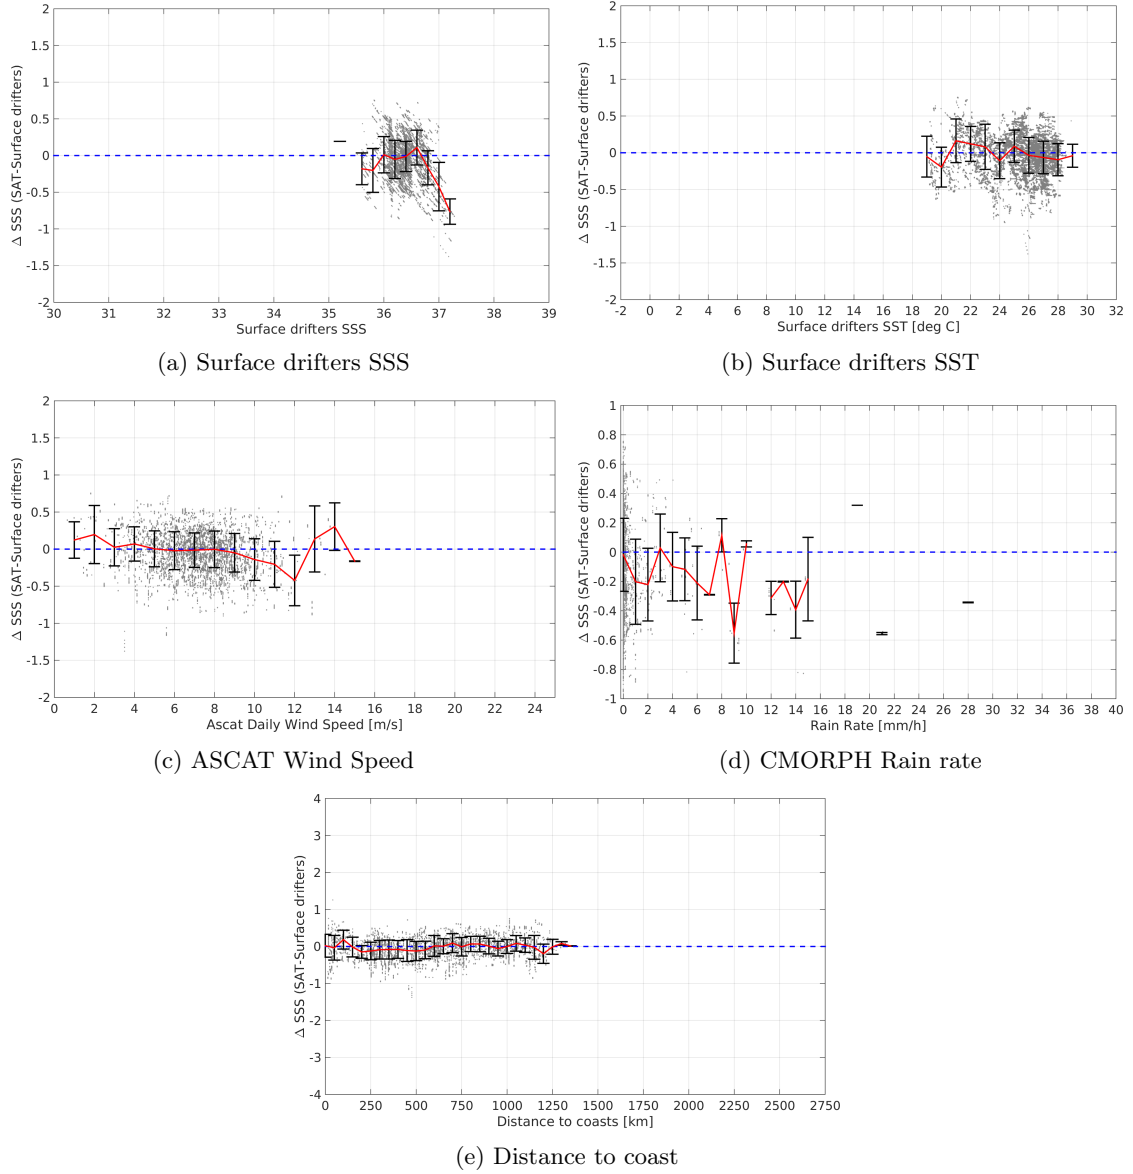 2
1.5
1
0.5
0
-0.5
-1
-1.5
-2
30 31 32 33 34 35 36 37 38 39
Δ SSS (SAT-Surface drifters)
Surface drifters SSS
(a) Surface drifters SSS
2
1.5
1
0.5
0
-0.5
-1
-1.5
-2
-2 0 2 4 6 8 10 12 14 16 18 20 22 24 26 28 30 32
Δ SSS (SAT-Surface drifters)
Surface drifters SST [deg C]
(b) Surface drifters SST
2
1.5
1
0.5
0
-0.5
-1
-1.5
-2
0 2 4 6 8 10 12 14 16 18 20 22 24
Δ SSS (SAT-Surface drifters)
Ascat Daily Wind Speed [m/s]
(c) ASCAT Wind Speed
1
0.8
0.6
0.4
0.2
0
-0.2
-0.4
-0.6
-0.8
-1
0 2 4 6 8 10 12 14 16 18 20 22 24 26 28 30 32 34 36 38 40
Δ SSS (SAT-Surface drifters)
Rain Rate [mm/h]
(d) CMORPH Rain rate
4
3
2
1
0
-1
-2
-3
-4
0 250 500 750 1000 1250 1500 1750 2000 2250 2500 2750
Δ SSS (SAT-Surface drifters)
Distance to coasts [km]
(e) Distance to coast